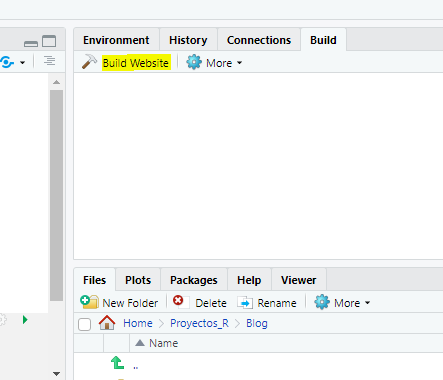 Environment History Connections Build
Build Website More
Files Plots Packages Help Viewer
New Folder Delete Rename More
Home Proyectos_R Blog
Name
..